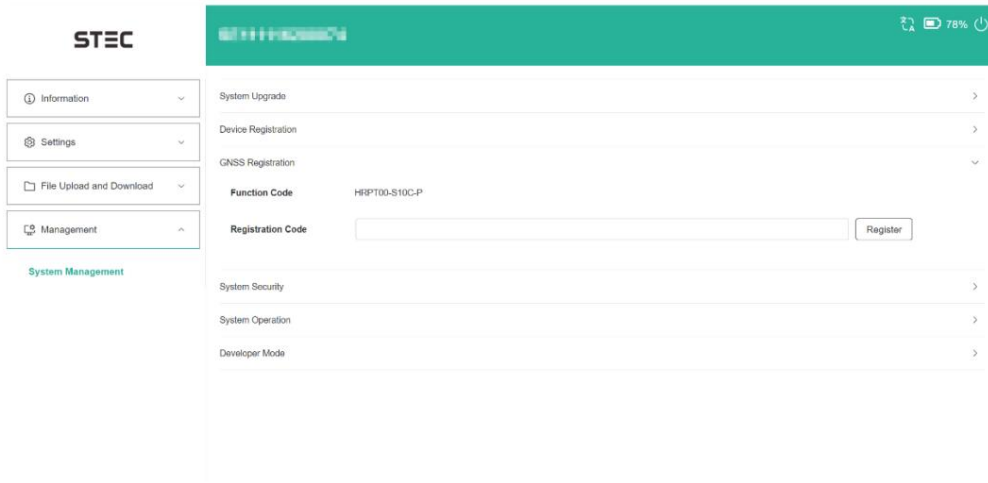 STEC
78%
Information
Settings
File Upload and Download
Management
System Management
System Upgrade
Device Registration
GNSS Registration
Function Code HRPT00-S10C-P
Registration Code Register
System Security
System Operation
Developer Mode